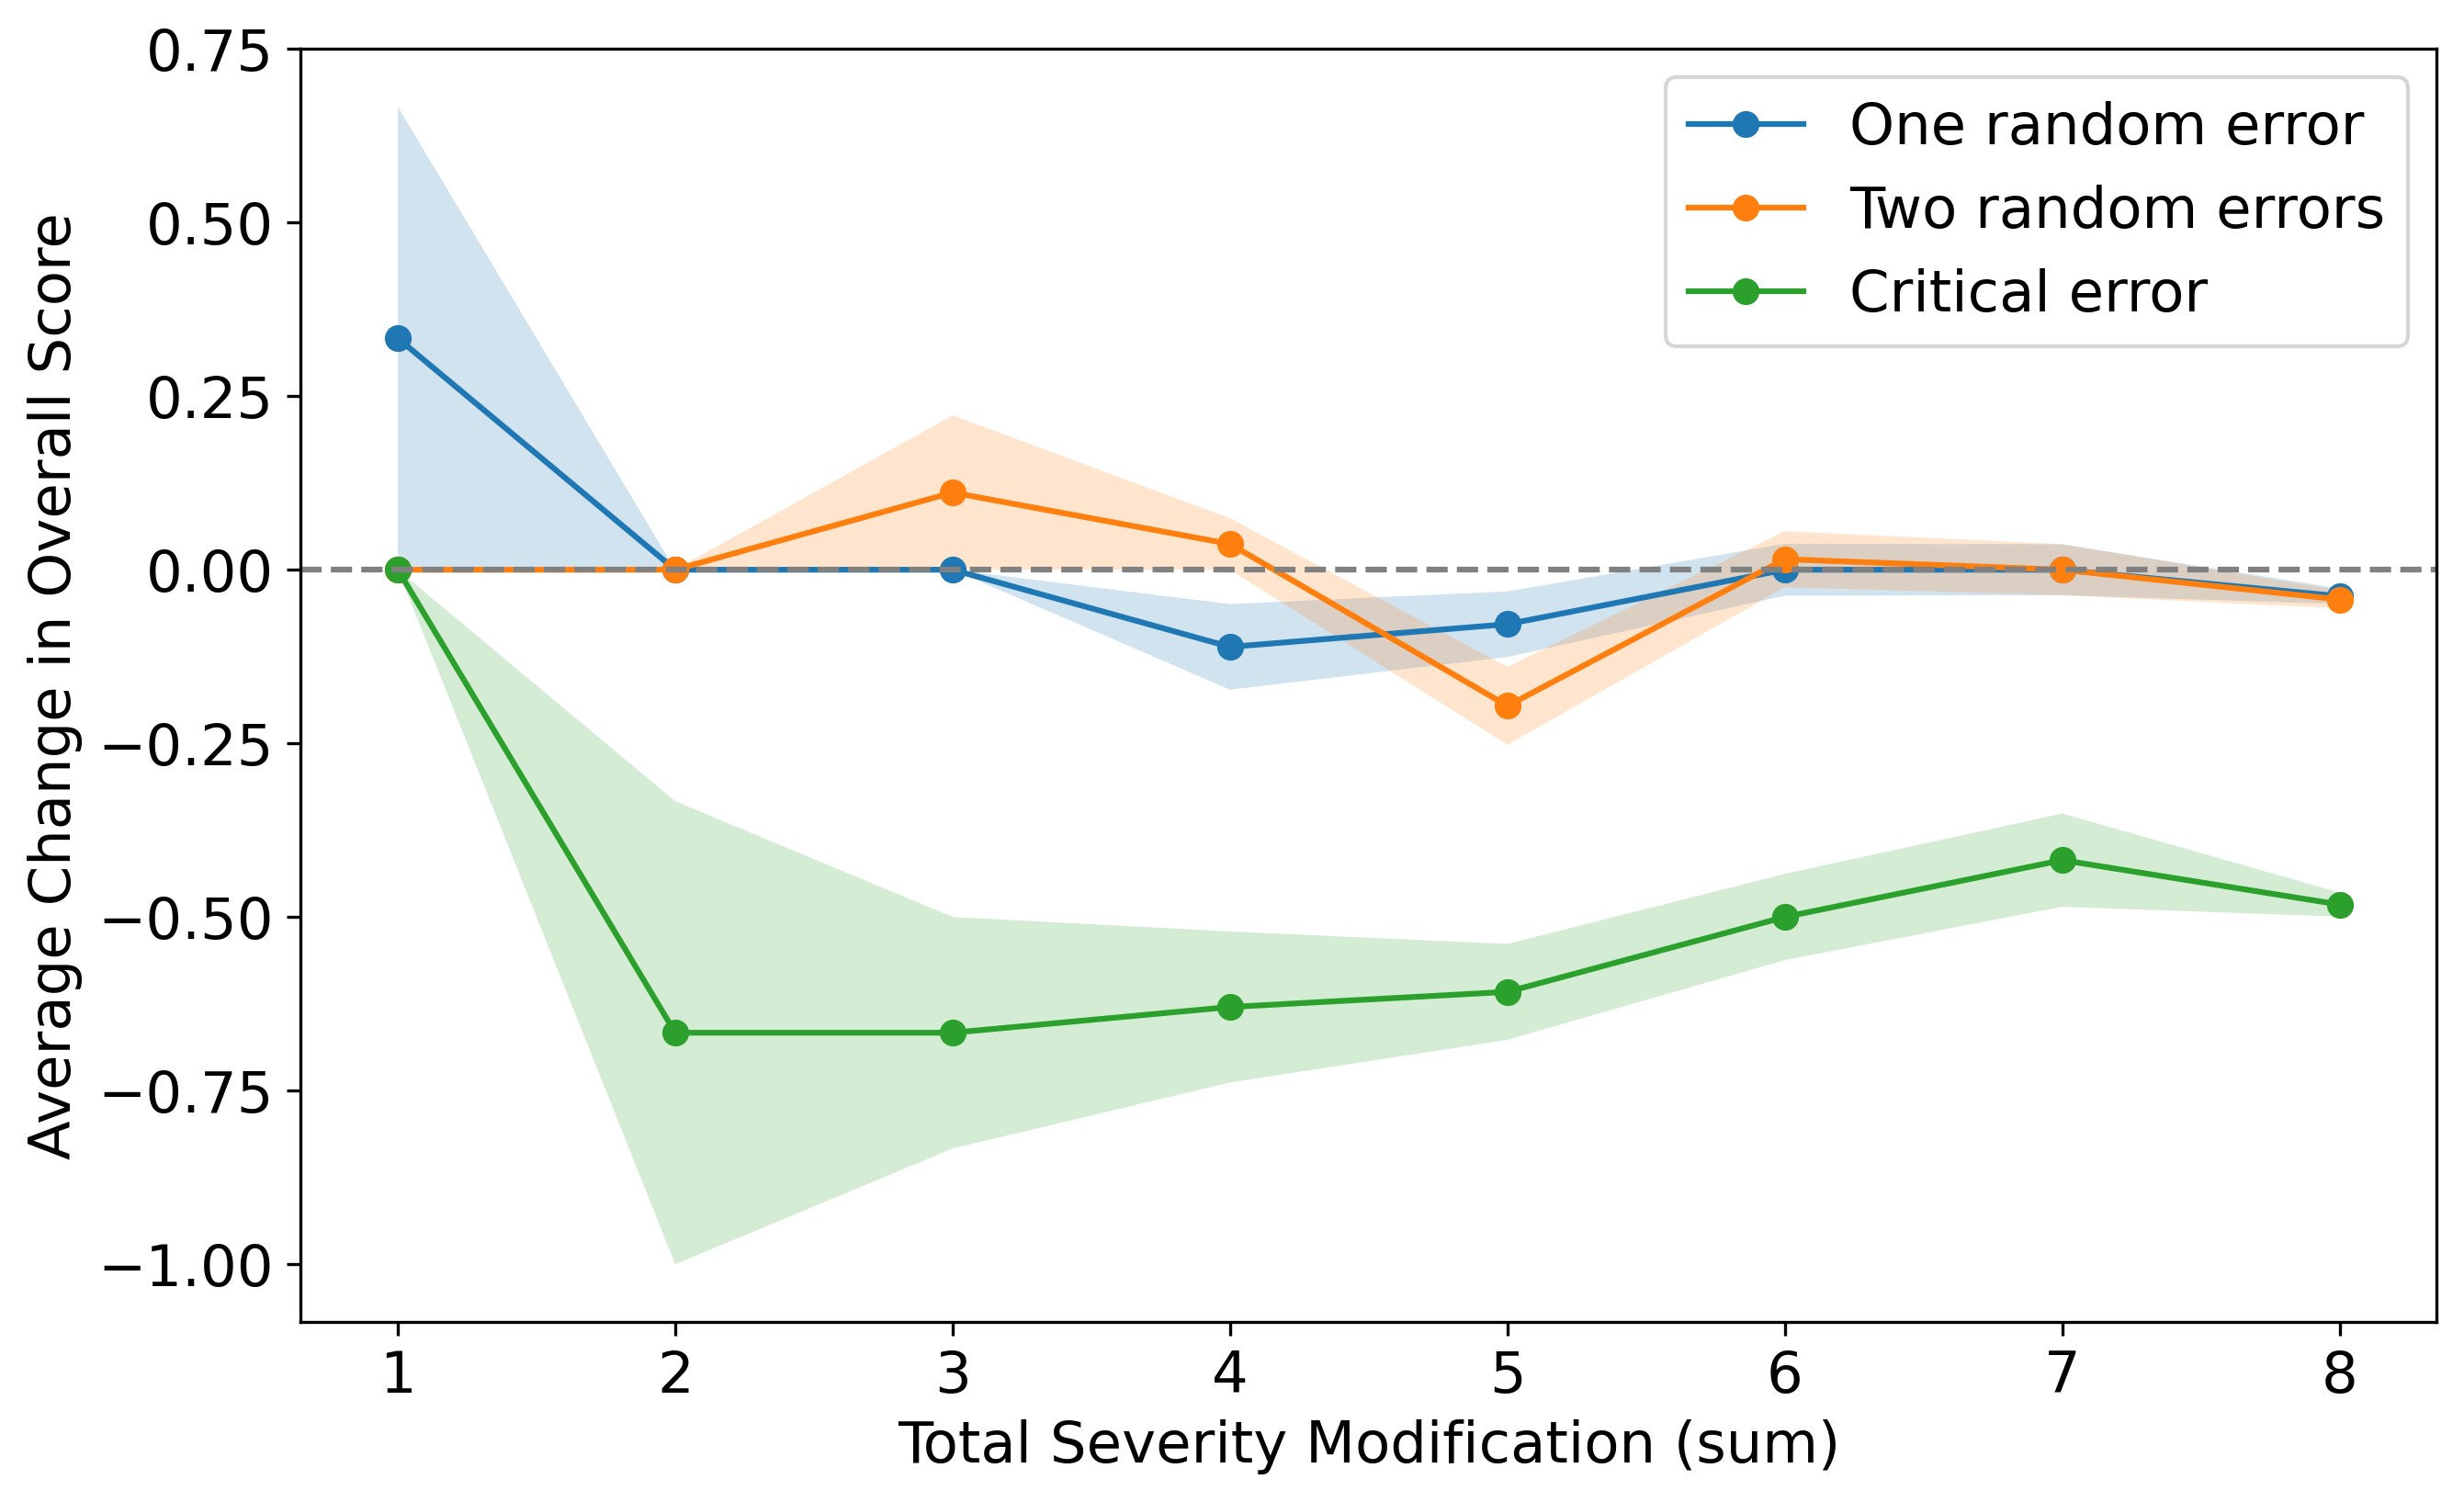 Average Change in Overall Score
0.75
0.50
0.25
0.00
−0.25
−0.50
−0.75
−1.00
One random error
Two random errors
Critical error
1 2 3 4 5 6 7 8
Total Severity Modification (sum)